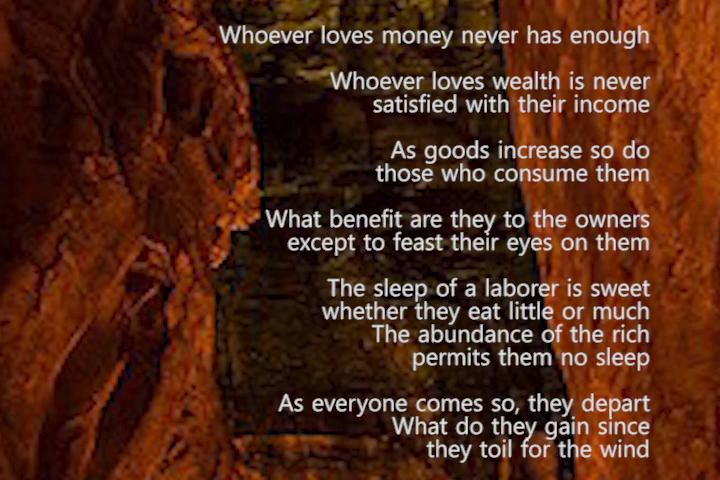 Whoever loves money never has enough
Whoever loves wealth is never
satisfied with their income
As goods increase so do
those who consume them
What benefit are they to the owners
except to feast their eyes on them
The sleep of a laborer is sweet
whether they eat little or much
The abundance of the rich
permits them no sleep
As everyone comes so, they depart
What do they gain since
they toil for the wind